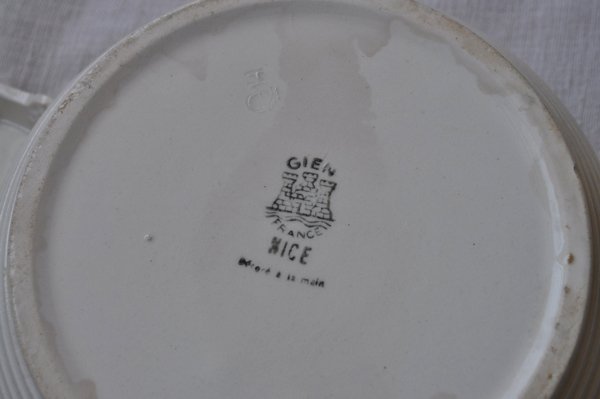 GIEN
FRANCE
NICE
Décoré à la main